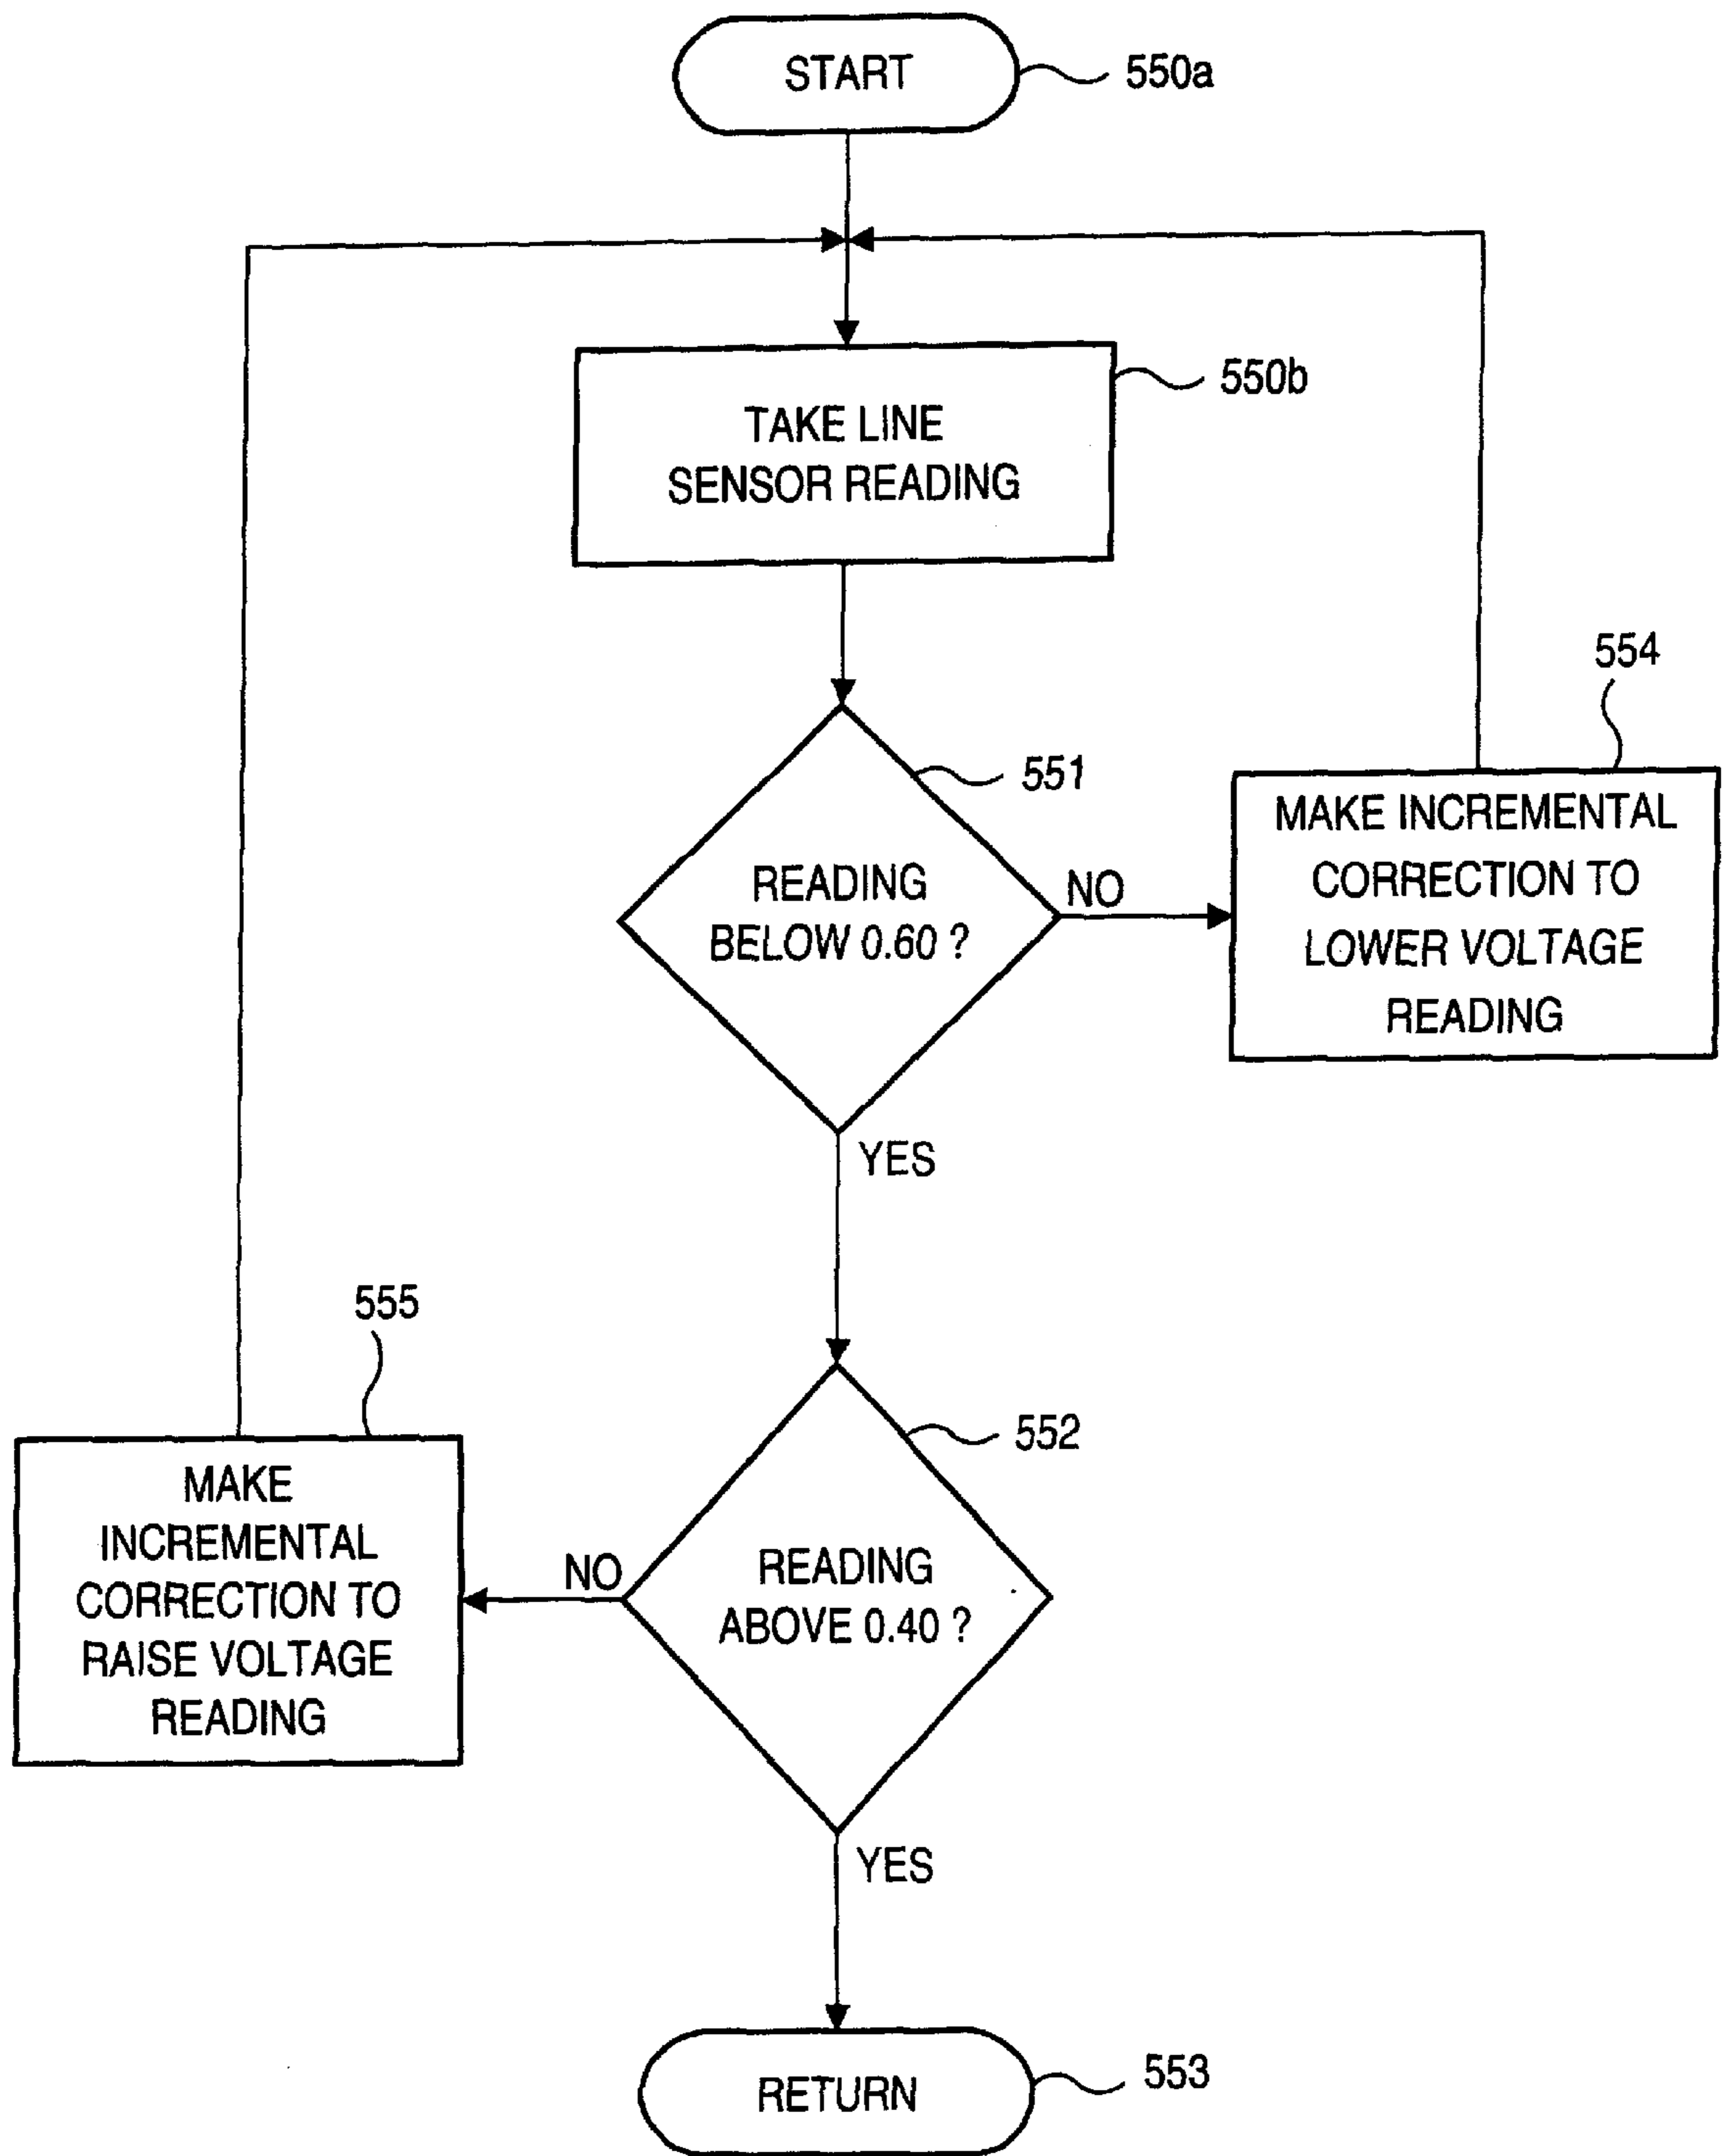 START
550a
550b
TAKE LINE
SENSOR READING
554
551
MAKE INCREMENTAL
CORRECTION TO
LOWER VOLTAGE
READING
READING
BELOW 0.60 ?
NO
YES
555
552
MAKE
INCREMENTAL
CORRECTION TO
RAISE VOLTAGE
READING
NO
READING
ABOVE 0.40 ?
YES
RETURN
553